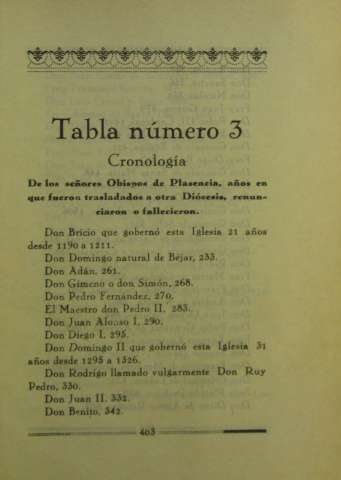 Tabla número 3
Cronología
De los señores Obispos de Plasencia, años en
que fueron trasladados a otra Diócesis, renun-
ciaron o fallecieron.
Don Bricio que gobernó esta Iglesia 21 años
desde 1190 a 1211.
Don Domingo natural de Béjar, 233.
Don Adán, 261.
Don Gimeno o don Simón, 268.
Don Pedro Fernández, 270.
El Maestro don Pedro II, 283.
Don Juan Alonso I, 290.
Don Diego I, 295.
Don Domingo II que gobernó esta Iglesia 31
años desde 1295 a 1326.
Don Rodrigo llamado vulgarmente Don Ruy
Pedro, 330.
Don Juan II, 332.
Don Benito, 342.
403